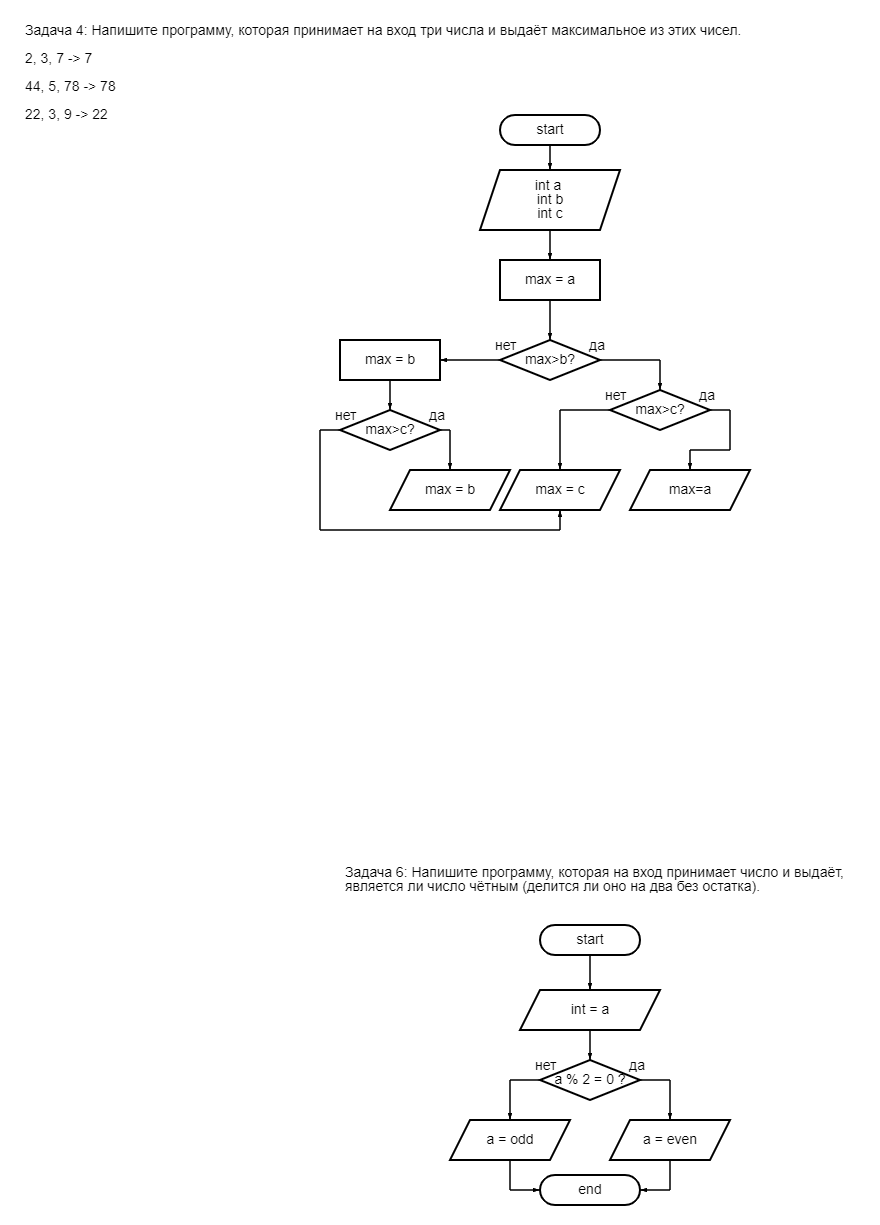 Задача 4: Напишите программу, которая принимает на вход три числа и выдаёт максимальное из этих чисел.
2, 3, 7 -> 7
44, 5, 78 -> 78
22, 3, 9 -> 22
start
int a
int b
int c
max = a
нет
max>b?
да
max = b
нет
max>c?
да
нет
max>c?
да
max = b
max = c
max=a
Задача 6: Напишите программу, которая на вход принимает число и выдаёт,
является ли число чётным (делится ли оно на два без остатка).
start
int = a
нет
a % 2 = 0 ?
да
a = odd
a = even
end